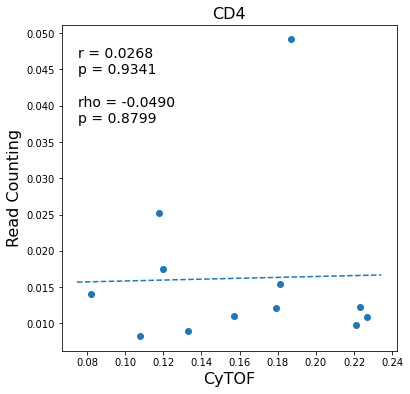 CD4
r = 0.0268
p = 0.9341
rho = -0.0490
p = 0.8799
Read Counting
0.050
0.045
0.040
0.035
0.030
0.025
0.020
0.015
0.010
0.08 0.10 0.12 0.14 0.16 0.18 0.20 0.22 0.24
CyTOF